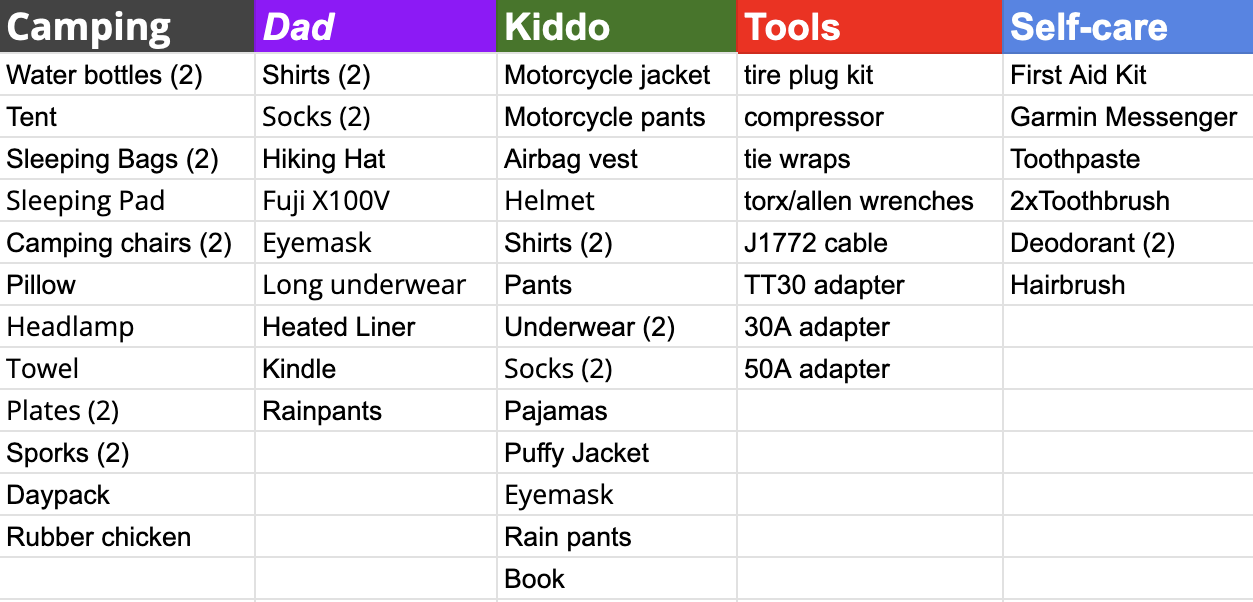 Camping Dad Kiddo Tools Self-care
Water bottles (2) Shirts (2) Motorcycle jacket tire plug kit First Aid Kit
Tent Socks (2) Motorcycle pants compressor Garmin Messenger
Sleeping Bags (2) Hiking Hat Airbag vest tie wraps Toothpaste
Sleeping Pad Fuji X100V Helmet torx/allen wrenches 2xToothbrush
Camping chairs (2) Eyemask Shirts (2) J1772 cable Deodorant (2)
Pillow Long underwear Pants TT30 adapter Hairbrush
Headlamp Heated Liner Underwear (2) 30A adapter
Towel Kindle Socks (2) 50A adapter
Plates (2) Rainpants Pajamas
Sporks (2) Puffy Jacket
Daypack Eyemask
Rubber chicken Rain pants
Book